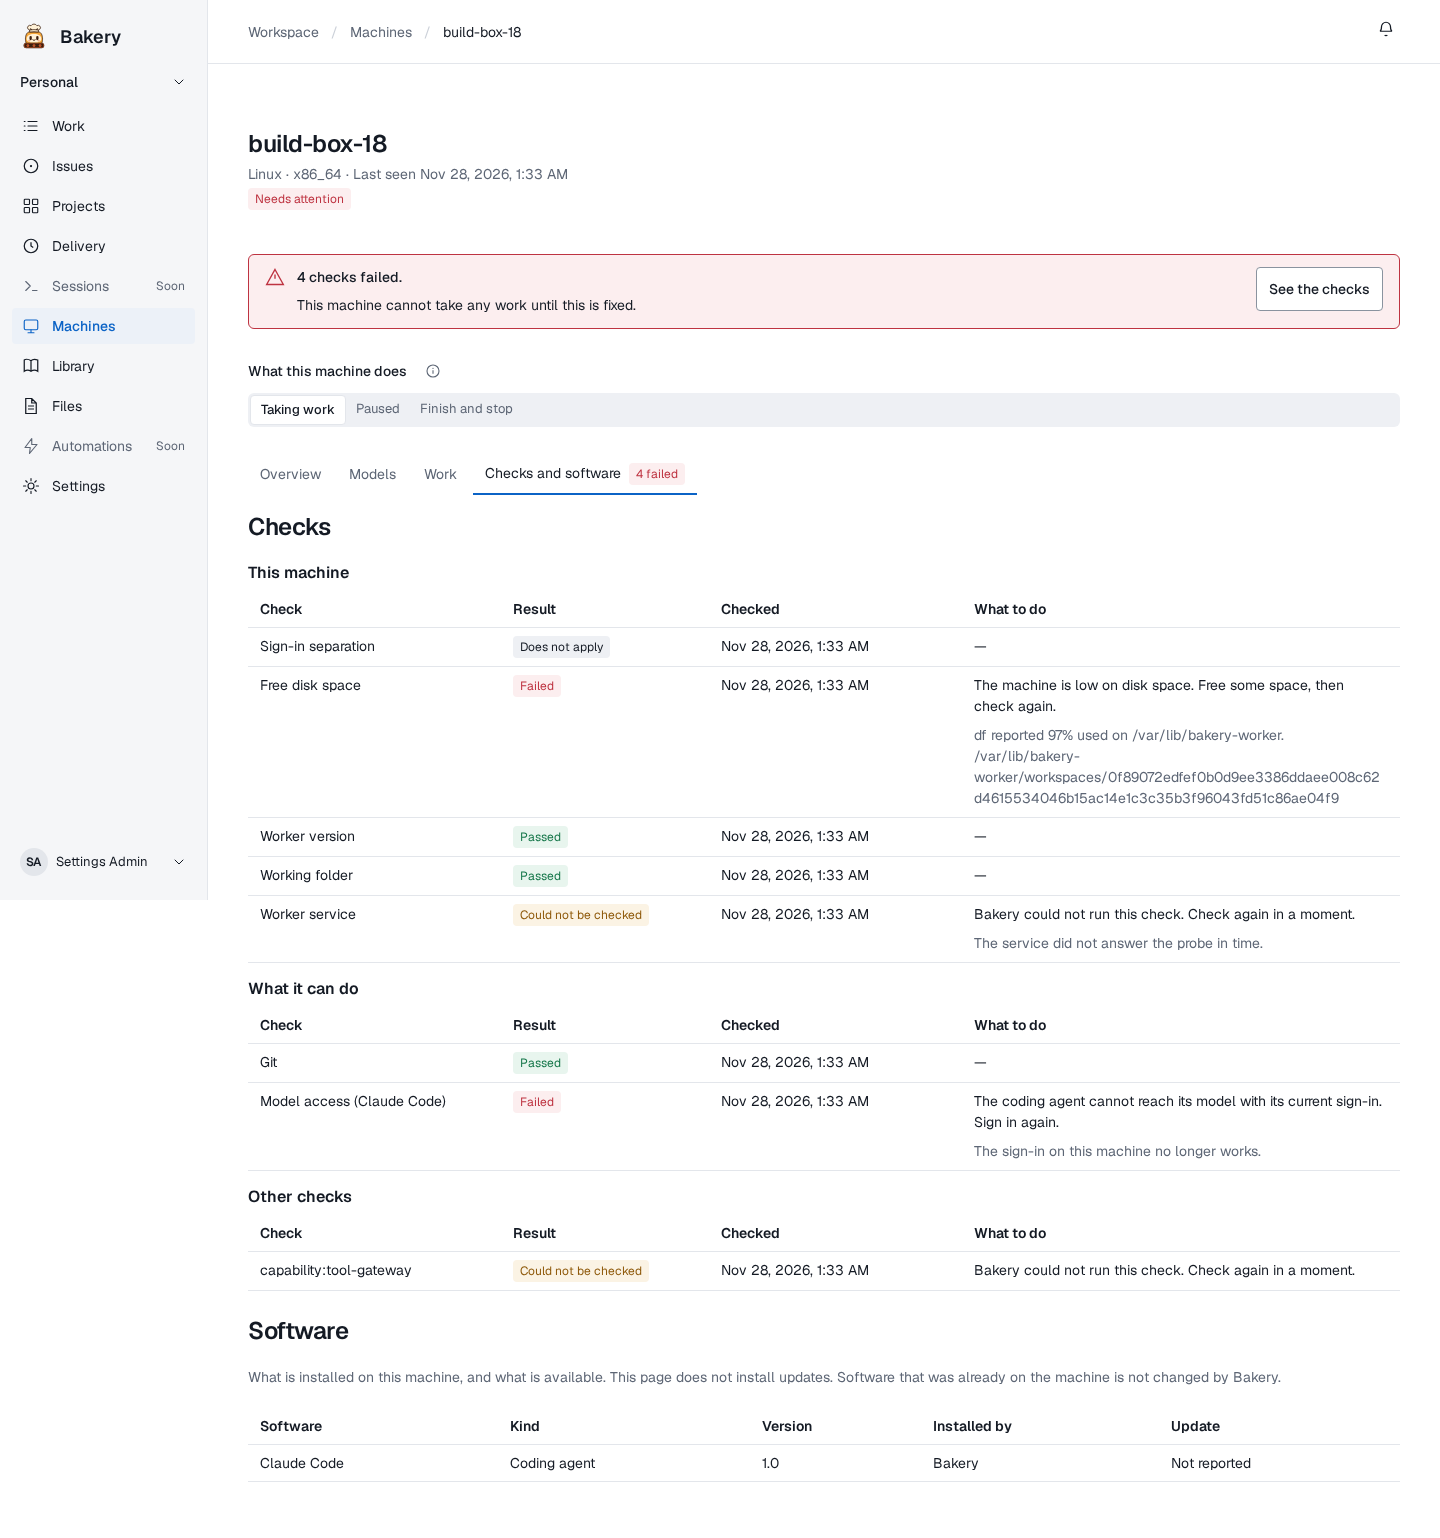 Bakery
Personal
Work
Issues
Projects
Delivery
Sessions Soon
Machines
Library
Files
Automations Soon
Settings
SA Settings Admin
Workspace / Machines / build-box-18
build-box-18
Linux · x86_64 · Last seen Nov 28, 2026, 1:33 AM
Needs attention
4 checks failed.
This machine cannot take any work until this is fixed.
See the checks
What this machine does
Taking work Paused Finish and stop
Overview Models Work Checks and software 4 failed
Checks
This machine
Check Result Checked What to do
Sign-in separation Does not apply Nov 28, 2026, 1:33 AM —
Free disk space Failed Nov 28, 2026, 1:33 AM The machine is low on disk space. Free some space, then
check again.
df reported 97% used on /var/lib/bakery-worker.
/var/lib/bakery-
worker/workspaces/0f89072edfef0b0d9ee3386ddaee008c62
d4615534046b15ac14e1c3c35b3f96043fd51c86ae04f9
Worker version Passed Nov 28, 2026, 1:33 AM —
Working folder Passed Nov 28, 2026, 1:33 AM —
Worker service Could not be checked Nov 28, 2026, 1:33 AM Bakery could not run this check. Check again in a moment.
The service did not answer the probe in time.
What it can do
Check Result Checked What to do
Git Passed Nov 28, 2026, 1:33 AM —
Model access (Claude Code) Failed Nov 28, 2026, 1:33 AM The coding agent cannot reach its model with its current sign-in.
Sign in again.
The sign-in on this machine no longer works.
Other checks
Check Result Checked What to do
capability:tool-gateway Could not be checked Nov 28, 2026, 1:33 AM Bakery could not run this check. Check again in a moment.
Software
What is installed on this machine, and what is available. This page does not install updates. Software that was already on the machine is not changed by Bakery.
Software Kind Version Installed by Update
Claude Code Coding agent 1.0 Bakery Not reported